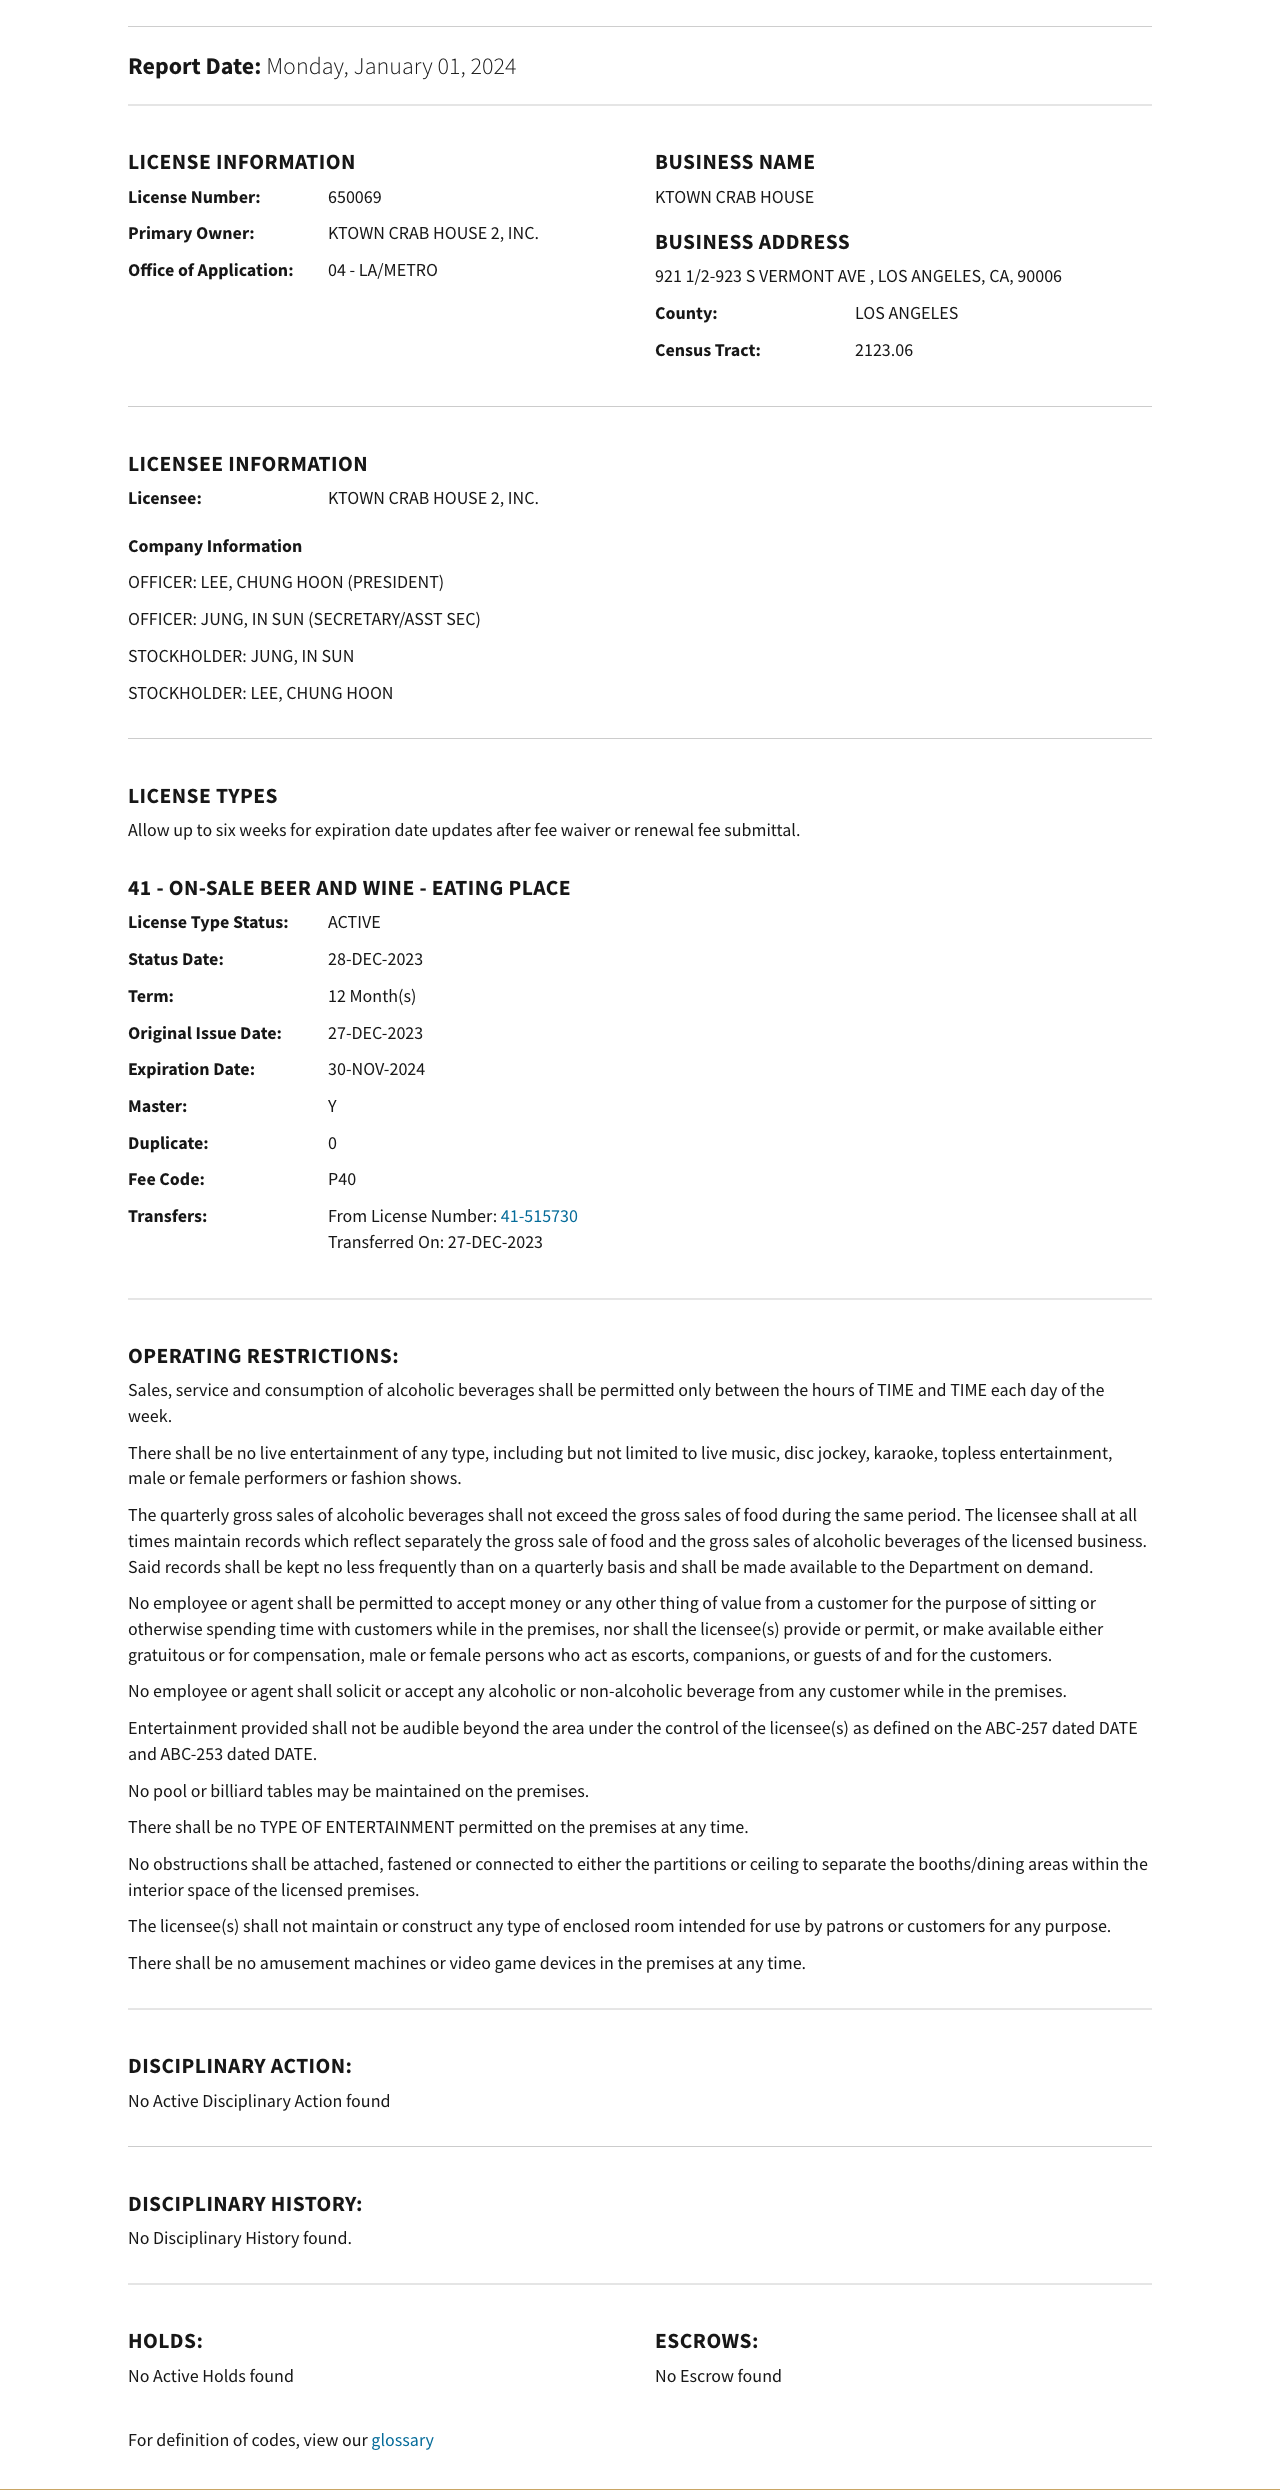 Report Date: Monday, January 01, 2024
LICENSE INFORMATION
License Number: 650069
Primary Owner: KTOWN CRAB HOUSE 2, INC.
Office of Application: 04 - LA/METRO
BUSINESS NAME
KTOWN CRAB HOUSE
BUSINESS ADDRESS
921 1/2-923 S VERMONT AVE , LOS ANGELES, CA, 90006
County: LOS ANGELES
Census Tract: 2123.06
LICENSEE INFORMATION
Licensee: KTOWN CRAB HOUSE 2, INC.
Company Information
OFFICER: LEE, CHUNG HOON (PRESIDENT)
OFFICER: JUNG, IN SUN (SECRETARY/ASST SEC)
STOCKHOLDER: JUNG, IN SUN
STOCKHOLDER: LEE, CHUNG HOON
LICENSE TYPES
Allow up to six weeks for expiration date updates after fee waiver or renewal fee submittal.
41 - ON-SALE BEER AND WINE - EATING PLACE
License Type Status: ACTIVE
Status Date: 28-DEC-2023
Term: 12 Month(s)
Original Issue Date: 27-DEC-2023
Expiration Date: 30-NOV-2024
Master: Y
Duplicate: 0
Fee Code: P40
Transfers: From License Number: 41-515730
Transferred On: 27-DEC-2023
OPERATING RESTRICTIONS:
Sales, service and consumption of alcoholic beverages shall be permitted only between the hours of TIME and TIME each day of the
week.
There shall be no live entertainment of any type, including but not limited to live music, disc jockey, karaoke, topless entertainment,
male or female performers or fashion shows.
The quarterly gross sales of alcoholic beverages shall not exceed the gross sales of food during the same period. The licensee shall at all
times maintain records which reflect separately the gross sale of food and the gross sales of alcoholic beverages of the licensed business.
Said records shall be kept no less frequently than on a quarterly basis and shall be made available to the Department on demand.
No employee or agent shall be permitted to accept money or any other thing of value from a customer for the purpose of sitting or
otherwise spending time with customers while in the premises, nor shall the licensee(s) provide or permit, or make available either
gratuitous or for compensation, male or female persons who act as escorts, companions, or guests of and for the customers.
No employee or agent shall solicit or accept any alcoholic or non-alcoholic beverage from any customer while in the premises.
Entertainment provided shall not be audible beyond the area under the control of the licensee(s) as defined on the ABC-257 dated DATE
and ABC-253 dated DATE.
No pool or billiard tables may be maintained on the premises.
There shall be no TYPE OF ENTERTAINMENT permitted on the premises at any time.
No obstructions shall be attached, fastened or connected to either the partitions or ceiling to separate the booths/dining areas within the
interior space of the licensed premises.
The licensee(s) shall not maintain or construct any type of enclosed room intended for use by patrons or customers for any purpose.
There shall be no amusement machines or video game devices in the premises at any time.
DISCIPLINARY ACTION:
No Active Disciplinary Action found
DISCIPLINARY HISTORY:
No Disciplinary History found.
HOLDS:
No Active Holds found
ESCROWS:
No Escrow found
For definition of codes, view our glossary